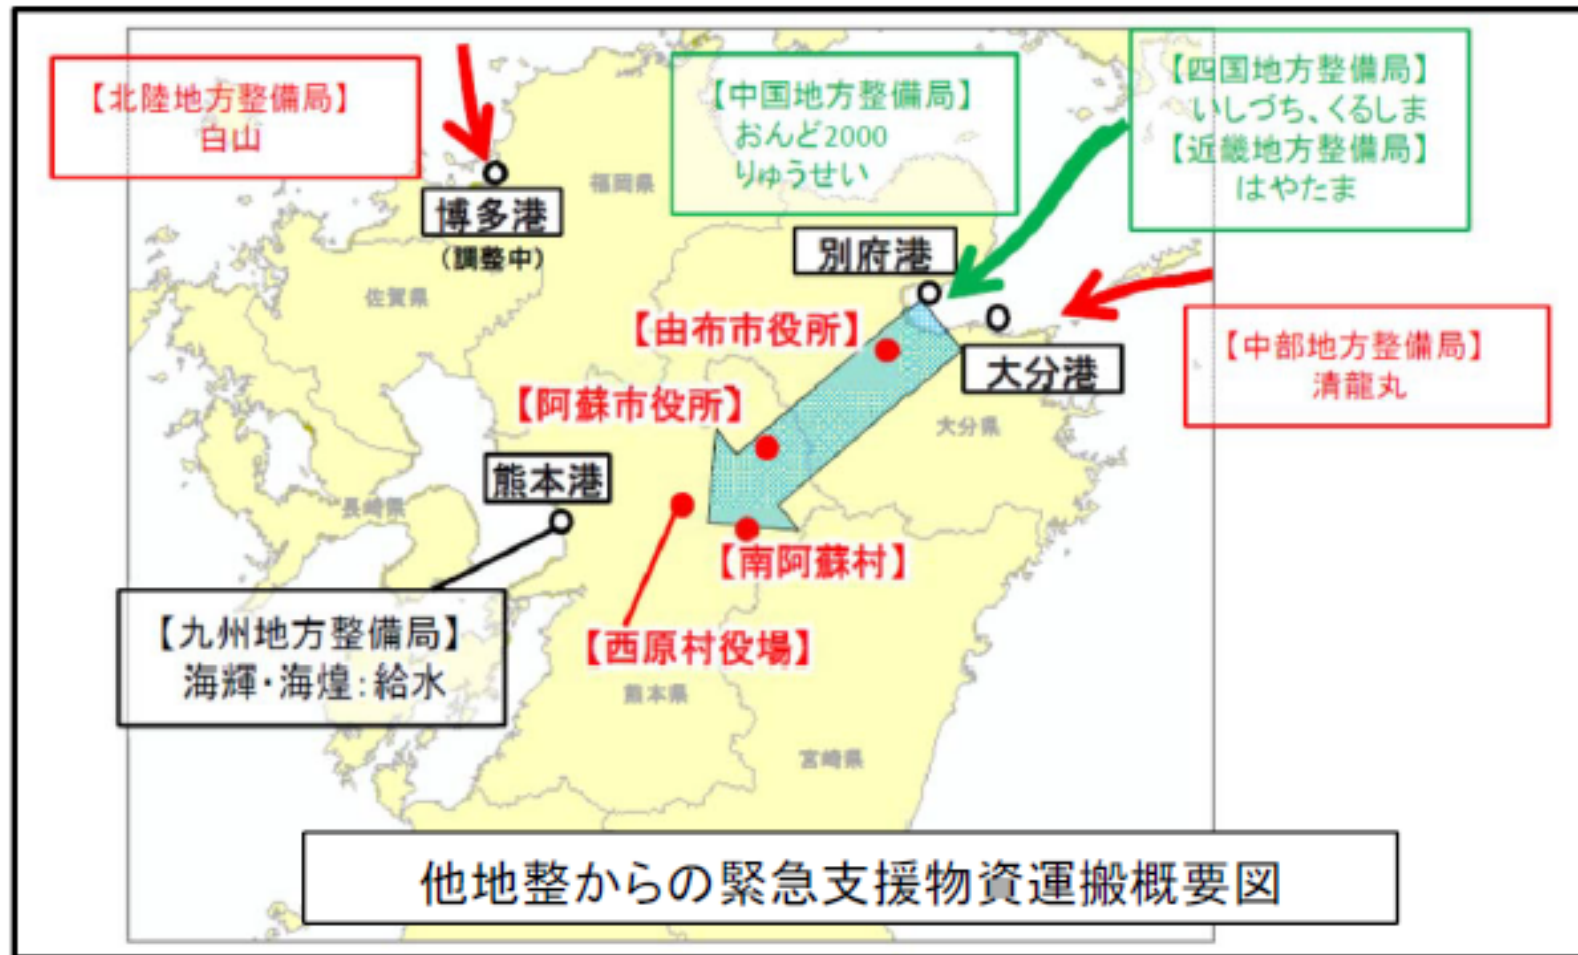 【北陸地方整備局】
白山
【中国地方整備局】
おんど2000
りゅうせい
【四国地方整備局】
いしづち、くるしま
【近畿地方整備局】
はやたま
博多港
(調整中)
福岡県
別府港
佐賀県
【由布市役所】
大分港
【中部地方整備局】
清龍丸
【阿蘇市役所】
大分県
熊本港
長崎県
【南阿蘇村】
【九州地方整備局】
海輝・海煌:給水
【西原村役場】
熊本県
宮崎県
他地整からの緊急支援物資運搬概要図